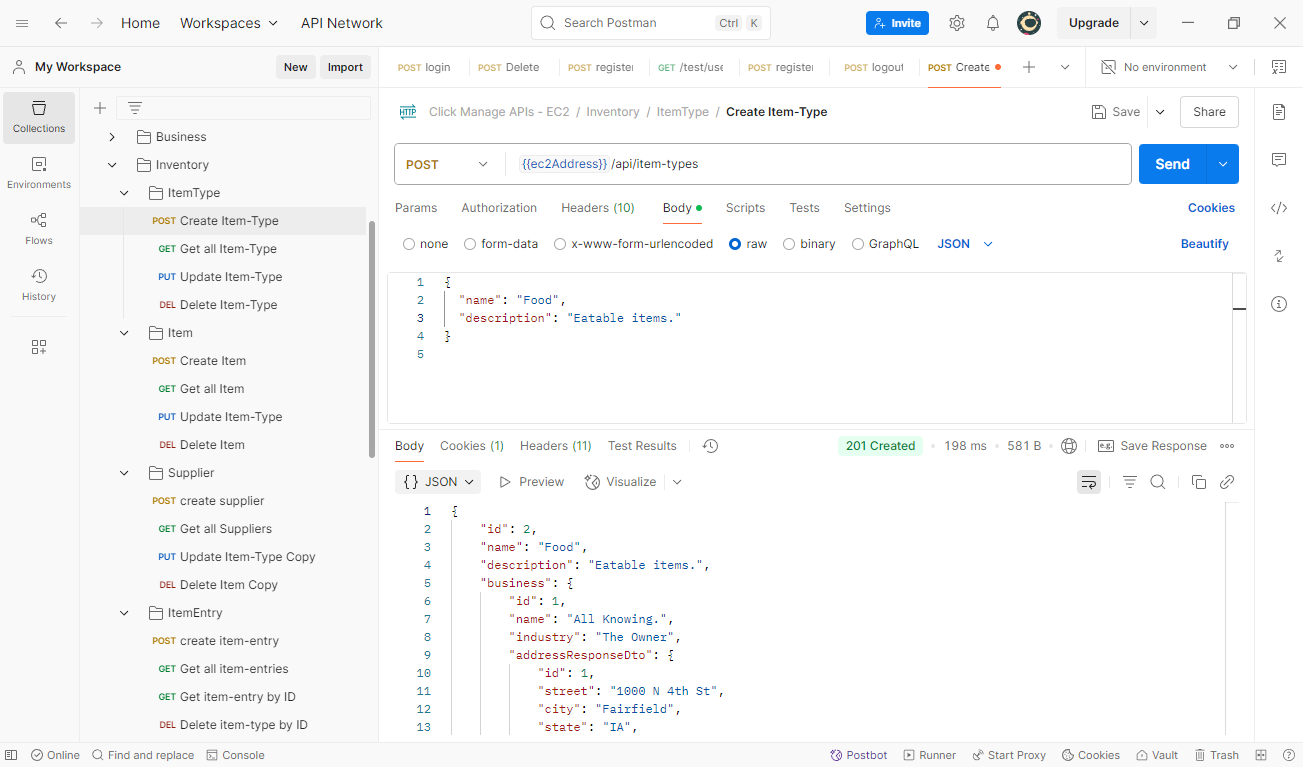 Home Workspaces API Network Search Postman Ctrl K Invite Upgrade
My Workspace New Import
POST login POST Delete POST register GET /test/use POST register POST logout POST Create No environment
Collections
Environments
Flows
History
Business
Inventory
ItemType
POST Create Item-Type
GET Get all Item-Type
PUT Update Item-Type
DEL Delete Item-Type
Item
POST Create Item
GET Get all Item
PUT Update Item-Type
DEL Delete Item
Supplier
POST create supplier
GET Get all Suppliers
PUT Update Item-Type Copy
DEL Delete Item Copy
ItemEntry
POST create item-entry
GET Get all item-entries
GET Get item-entry by ID
DEL Delete item-type by ID
HTTP Click Manage APIs - EC2 / Inventory / ItemType / Create Item-Type Save Share
POST {{ec2Address}} /api/item-types Send
Params Authorization Headers (10) Body Scripts Tests Settings Cookies
none form-data x-www-form-urlencoded raw binary GraphQL JSON Beautify
1 {
2 "name": "Food",
3 "description": "Eatable items."
4 }
5
Body Cookies (1) Headers (11) Test Results 201 Created 198 ms 581 B e.g. Save Response
{} JSON Preview Visualize
1 {
2 "id": 2,
3 "name": "Food",
4 "description": "Eatable items.",
5 "business": {
6 "id": 1,
7 "name": "All Knowing.",
8 "industry": "The Owner",
9 "addressResponseDto": {
10 "id": 1,
11 "street": "1000 N 4th St",
12 "city": "Fairfield",
13 "state": "IA",
Online Find and replace Console Postbot Runner Start Proxy Cookies Vault Trash